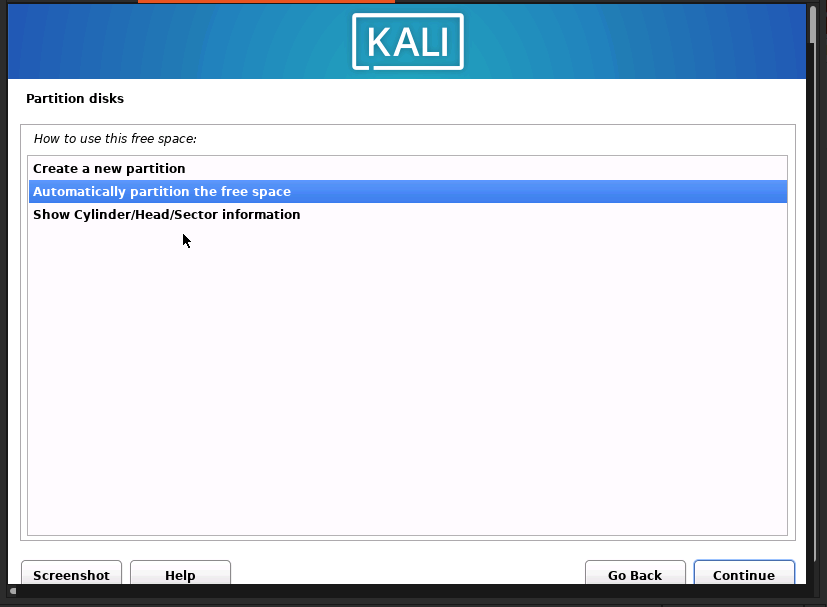 KALI
Partition disks
How to use this free space:
Create a new partition
Automatically partition the free space
Show Cylinder/Head/Sector information
Screenshot
Help
Go Back
Continue